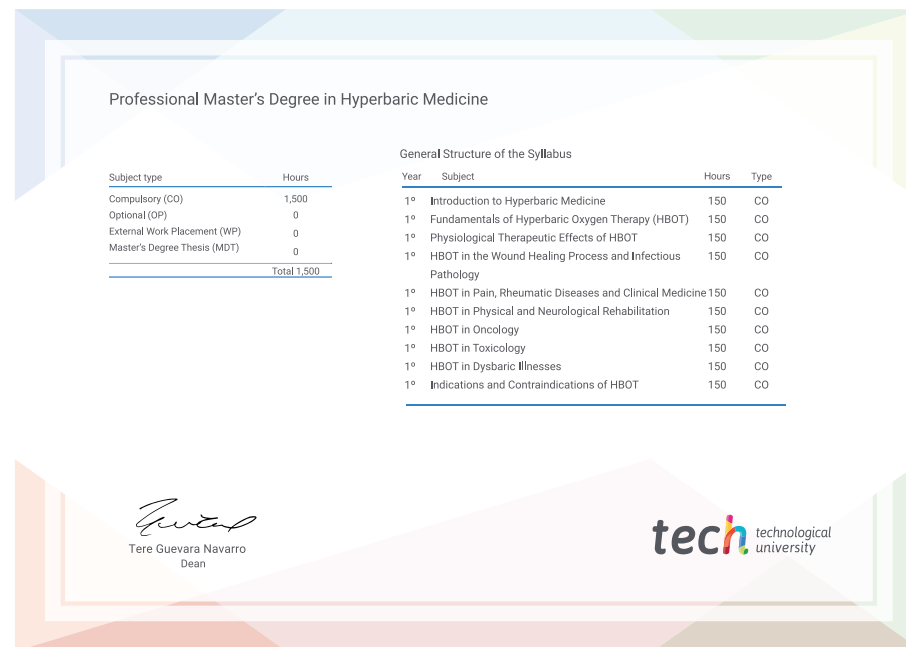 Professional Master's Degree in Hyperbaric Medicine
Subject type Hours
Compulsory (CO) 1,500
Optional (OP) 0
External Work Placement (WP) 0
Master's Degree Thesis (MDT) 0
Total 1,500
General Structure of the Syllabus
Year Subject Hours Type
1º Introduction to Hyperbaric Medicine 150 CO
1º Fundamentals of Hyperbaric Oxygen Therapy (HBOT) 150 CO
1º Physiological Therapeutic Effects of HBOT 150 CO
1º HBOT in the Wound Healing Process and Infectious 150 CO
Pathology
1º HBOT in Pain, Rheumatic Diseases and Clinical Medicine 150 CO
1º HBOT in Physical and Neurological Rehabilitation 150 CO
1º HBOT in Oncology 150 CO
1º HBOT in Toxicology 150 CO
1º HBOT in Dysbaric Illnesses 150 CO
1º Indications and Contraindications of HBOT 150 CO
Tere Guevara Navarro
Dean
tech technological
university